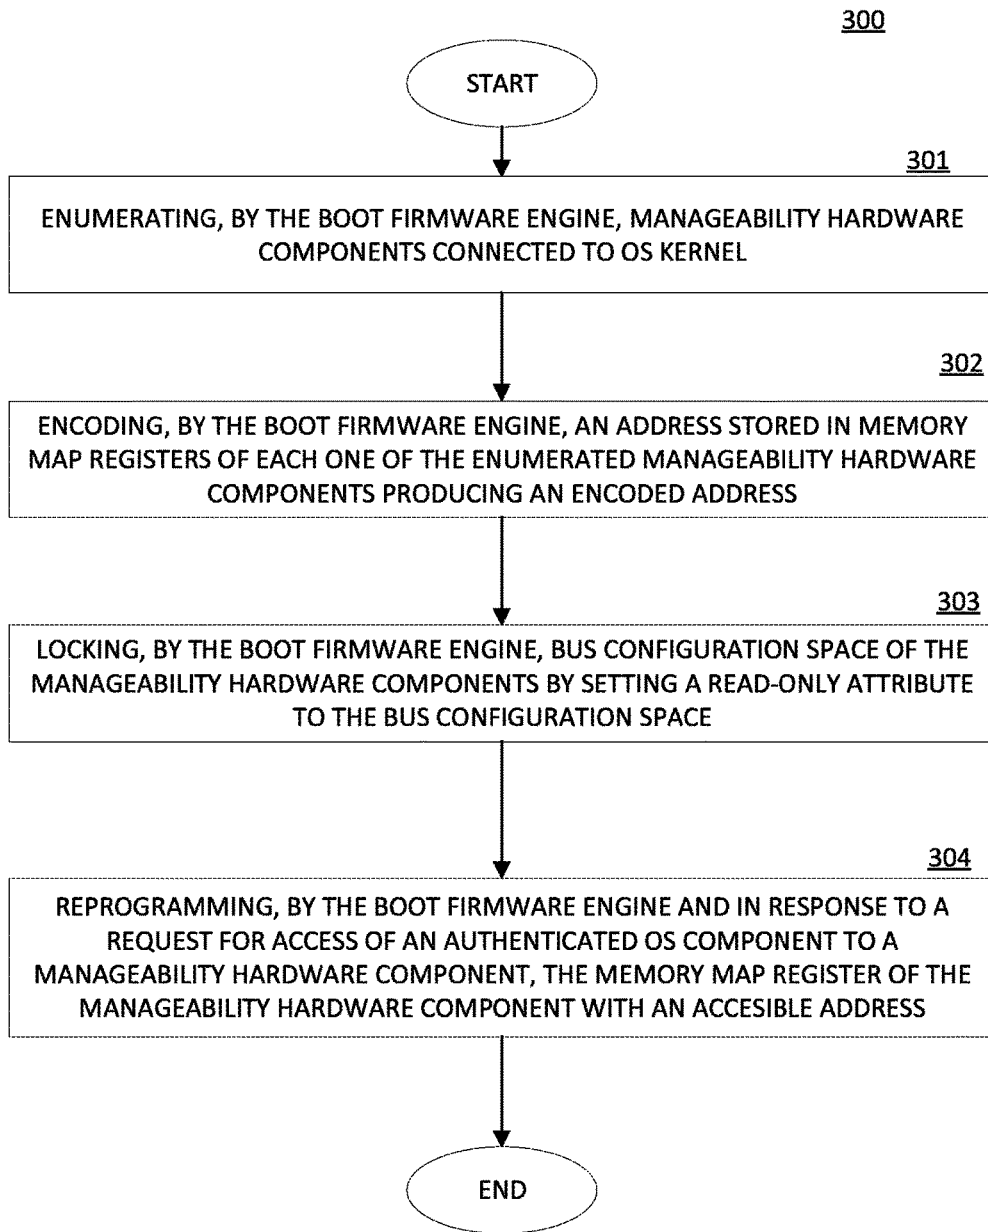 300
START
301
ENUMERATING, BY THE BOOT FIRMWARE ENGINE, MANAGEABILITY HARDWARE
COMPONENTS CONNECTED TO OS KERNEL
302
ENCODING, BY THE BOOT FIRMWARE ENGINE, AN ADDRESS STORED IN MEMORY
MAP REGISTERS OF EACH ONE OF THE ENUMERATED MANAGEABILITY HARDWARE
COMPONENTS PRODUCING AN ENCODED ADDRESS
303
LOCKING, BY THE BOOT FIRMWARE ENGINE, BUS CONFIGURATION SPACE OF THE
MANAGEABILITY HARDWARE COMPONENTS BY SETTING A READ-ONLY ATTRIBUTE
TO THE BUS CONFIGURATION SPACE
304
REPROGRAMMING, BY THE BOOT FIRMWARE ENGINE AND IN RESPONSE TO A
REQUEST FOR ACCESS OF AN AUTHENTICATED OS COMPONENT TO A
MANAGEABILITY HARDWARE COMPONENT, THE MEMORY MAP REGISTER OF THE
MANAGEABILITY HARDWARE COMPONENT WITH AN ACCESIBLE ADDRESS
END